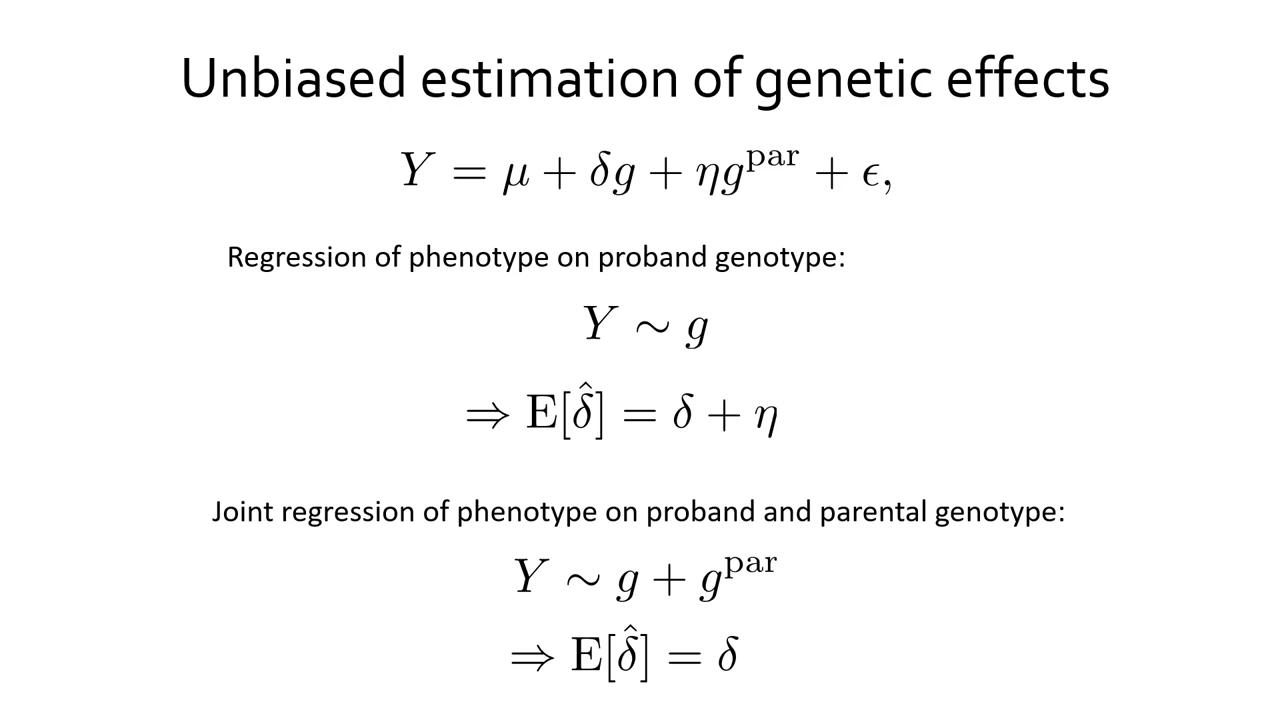 Unbiased estimation of genetic effects
Y = μ + δg + ηg^par + ϵ,
Regression of phenotype on proband genotype:
Y ∼ g
⇒ E[δ̂] = δ + η
Joint regression of phenotype on proband and parental genotype:
Y ∼ g + g^par
⇒ E[δ̂] = δ